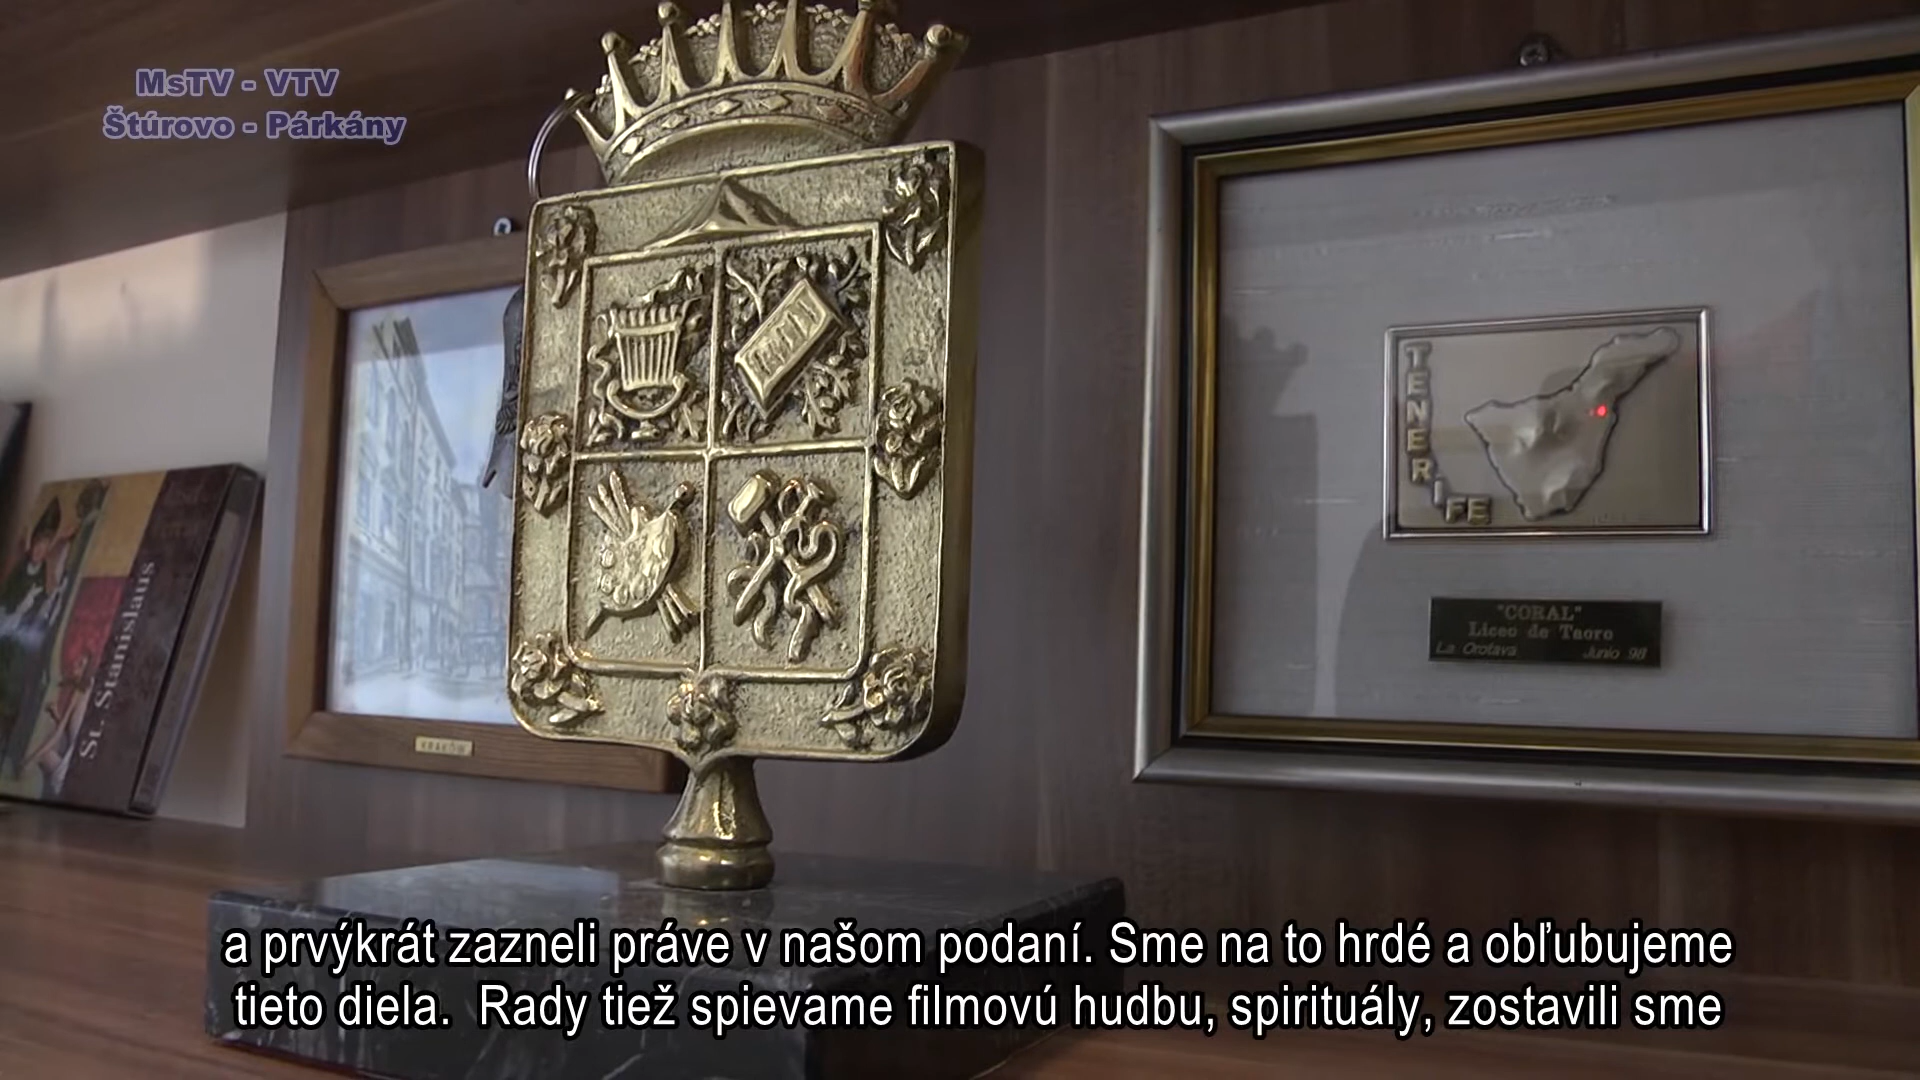 MsTV - VTV
Štúrovo - Párkány
TENERIFE
"CORAL"
Liceo de Taoro
La Orotava Junio 98
KRAKÓW
St. Stanislaus
a prvýkrát zazneli práve v našom podaní. Sme na to hrdé a obľubujeme
tieto diela. Rady tiež spievame filmovú hudbu, spirituály, zostavili sme